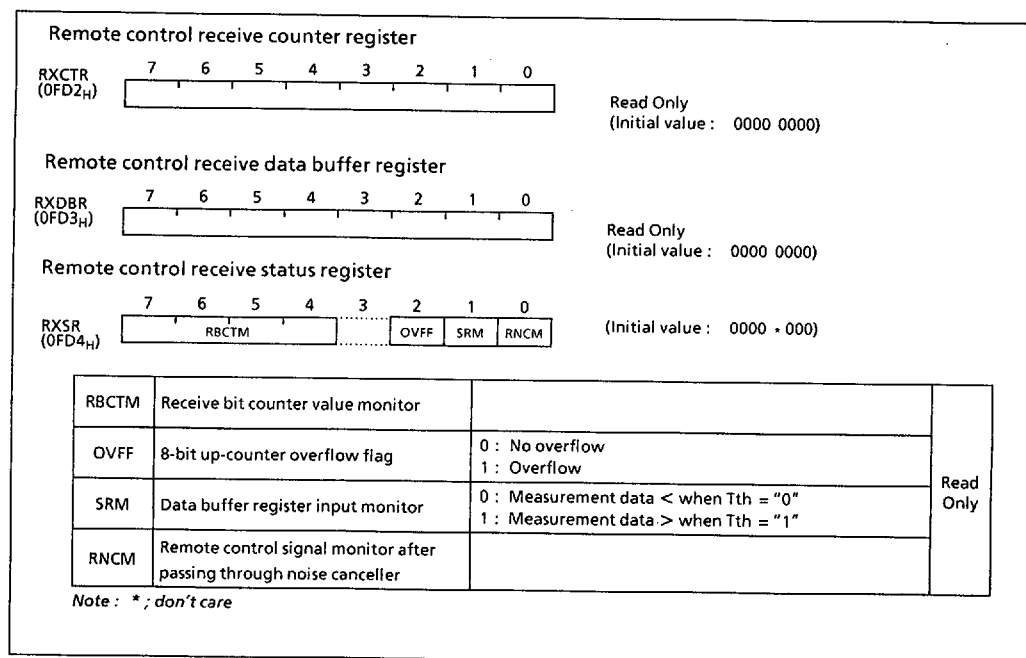 Remote control receive counter register
7 6 5 4 3 2 1 0
RXCTR
(0FD2H)
Read Only
(Initial value : 0000 0000)
Remote control receive data buffer register
7 6 5 4 3 2 1 0
RXDBR
(0FD3H)
Read Only
(Initial value : 0000 0000)
Remote control receive status register
7 6 5 4 3 2 1 0
RXSR
(0FD4H)
RBCTM OVFF SRM RNCM
(Initial value : 0000 * 000)
RBCTM Receive bit counter value monitor
OVFF 8-bit up-counter overflow flag
0 : No overflow
1 : Overflow
SRM Data buffer register input monitor
0 : Measurement data < when Tth = "0"
1 : Measurement data > when Tth = "1"
RNCM Remote control signal monitor after
passing through noise canceller
Read
Only
Note : * ; don't care